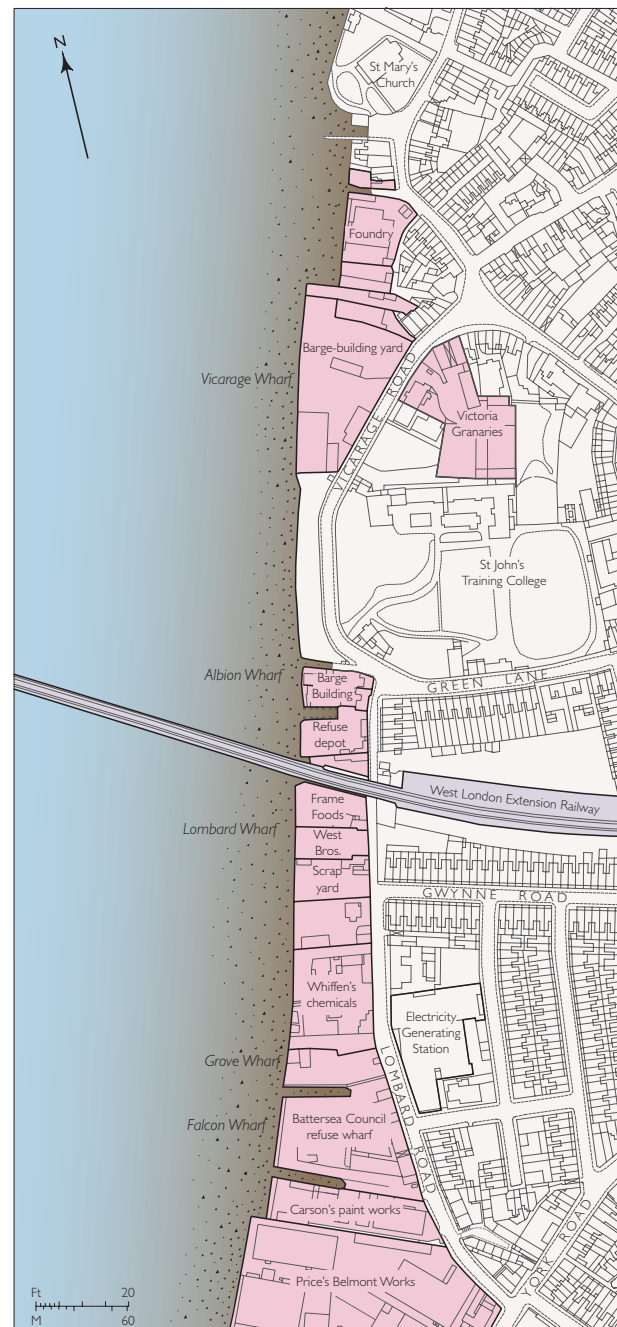 N
St Mary's
Church
Foundry
Barge-building yard
Vicarage Wharf
VICARAGE ROAD
Victoria
Granaries
St John's
Training College
Albion Wharf
Barge
Building
GREEN LANE
Refuse
depot
West London Extension Railway
Frame
Foods
Lombard Wharf
West
Bros.
Scrap
yard
GWYNNE ROAD
Whiffen's
chemicals
Electricity
Generating
Station
Grove Wharf
LOMBARD ROAD
Falcon Wharf
Battersea Council
refuse wharf
Carson's paint works
YORK ROAD
Price's Belmont Works
Ft 20
M 60